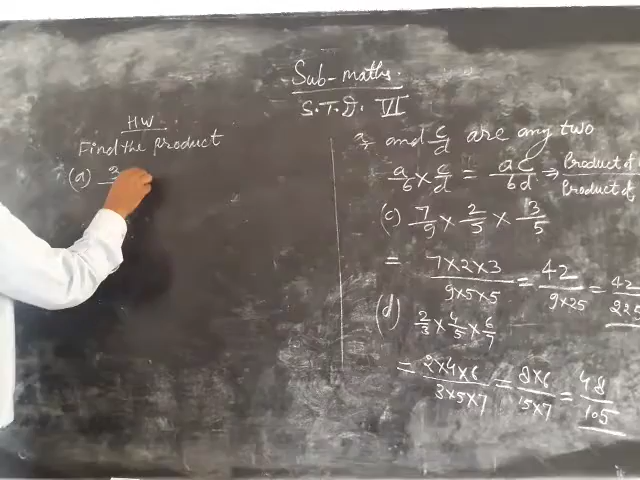 Sub-maths.
S.T.D. VI
HW
Find the product
(a) 3/
and c/d are any two
a/b × c/d = ac/bd ⇒ Product of / Product of
(c) 7/9 × 2/5 × 3/5
= 7×2×3/9×5×5 = 42/9×25 = 42/225
(d) 2/3 × 4/5 × 6/7
= 2×4×6/3×5×7 = 8×6/15×7 = 48/105